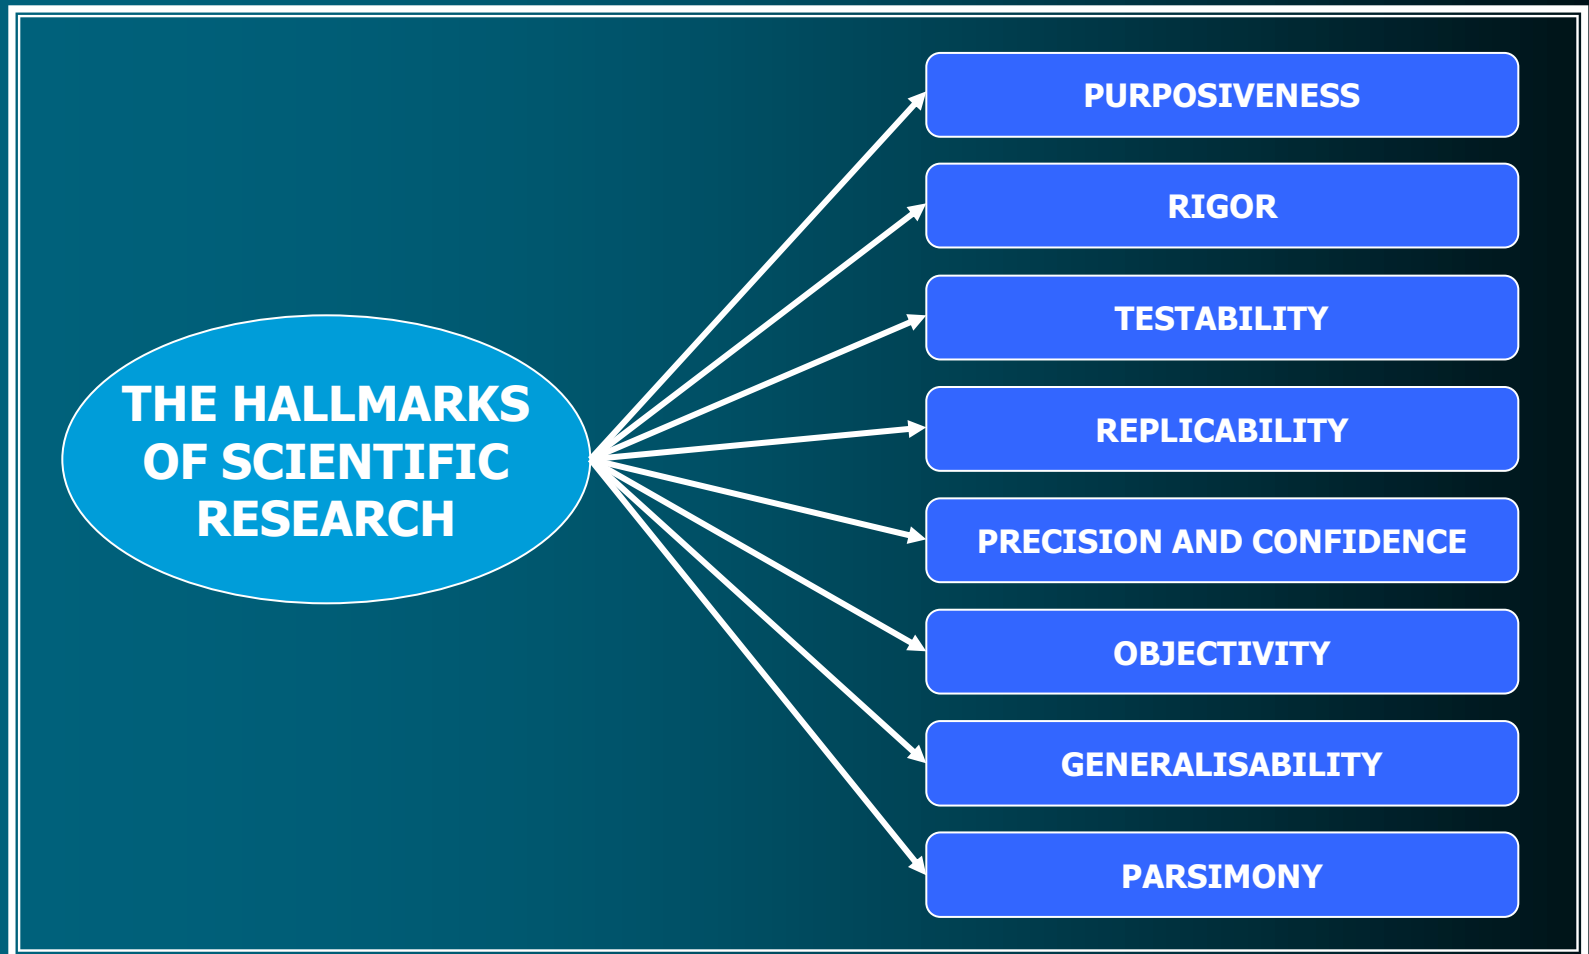 THE HALLMARKS
OF SCIENTIFIC
RESEARCH
PURPOSIVENESS
RIGOR
TESTABILITY
REPLICABILITY
PRECISION AND CONFIDENCE
OBJECTIVITY
GENERALISABILITY
PARSIMONY